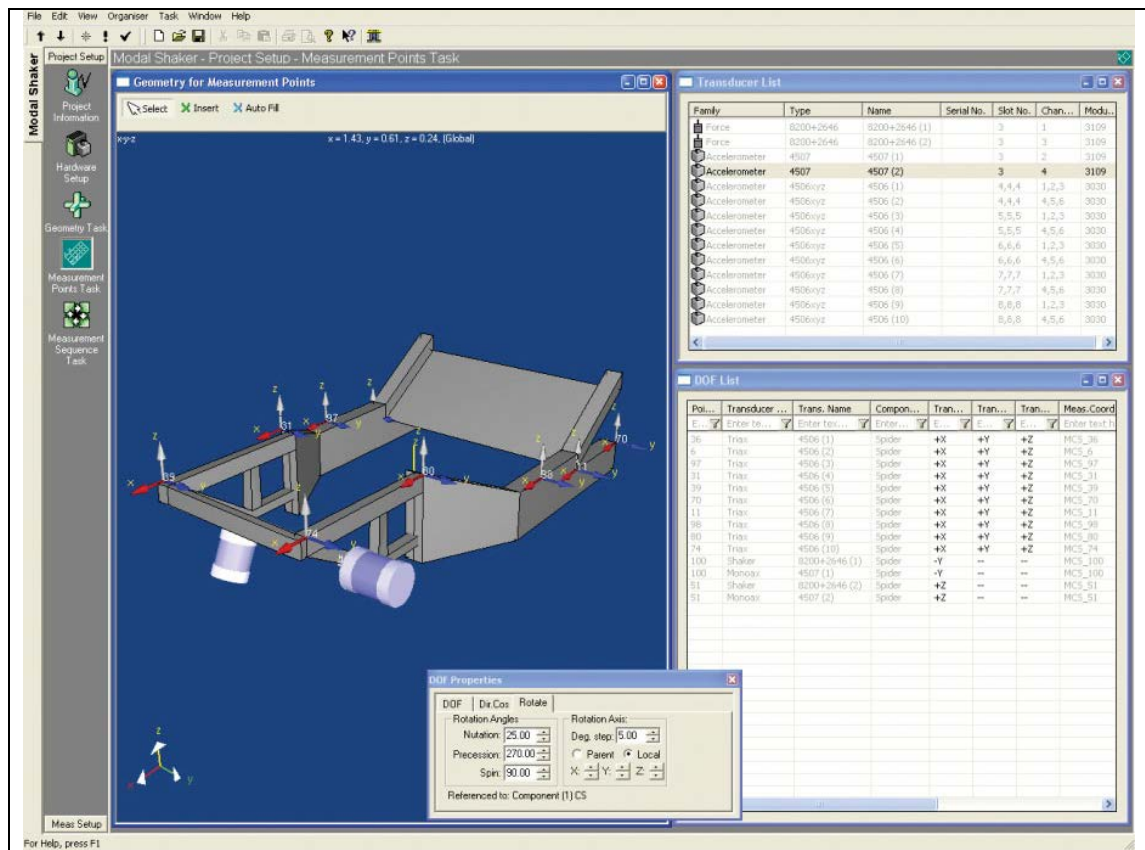 File Edit View Organiser Task Window Help
Modal Shaker
Project Setup
Modal Shaker - Project Setup - Measurement Points Task
Project
Information
Hardware
Setup
Geometry Task
Measurement
Points Task
Measurement
Sequence
Task
Geometry for Measurement Points
Select Insert Auto Fill
x-y-z x = 1.43, y = 0.61, z = 0.24, (Global)
Transducer List
Family Type Name Serial No. Slot No. Chan... Modu
Force 8200+2646 8200+2646 (1) 3 1 3109
Force 8200+2646 8200+2646 (2) 3 3 3109
Accelerometer 4507 4507 (1) 3 2 3109
Accelerometer 4507 4507 (2) 3 4 3109
Accelerometer 4506xyz 4506 (1) 4,4,4 1,2,3 3030
Accelerometer 4506xyz 4506 (2) 4,4,4 4,5,6 3030
Accelerometer 4506xyz 4506 (3) 5,5,5 1,2,3 3030
Accelerometer 4506xyz 4506 (4) 5,5,5 4,5,6 3030
Accelerometer 4506xyz 4506 (5) 6,6,6 1,2,3 3030
Accelerometer 4506xyz 4506 (6) 6,6,6 4,5,6 3030
Accelerometer 4506xyz 4506 (7) 7,7,7 1,2,3 3030
Accelerometer 4506xyz 4506 (8) 7,7,7 4,5,6 3030
Accelerometer 4506xyz 4506 (9) 8,8,8 1,2,3 3030
Accelerometer 4506xyz 4506 (10) 8,8,8 4,5,6 3030
DOF List
Poi... Transducer ... Trans. Name Compon... Tran... Tran... Tran... Meas.Coord
E... Enter te... Enter tex... Enter... E... E... E... Enter text h
36 Triax 4506 (1) Spider +X +Y +Z MCS_36
6 Triax 4506 (2) Spider +X +Y +Z MCS_6
97 Triax 4506 (3) Spider +X +Y +Z MCS_97
31 Triax 4506 (4) Spider +X +Y +Z MCS_31
39 Triax 4506 (5) Spider +X +Y +Z MCS_39
70 Triax 4506 (6) Spider +X +Y +Z MCS_70
11 Triax 4506 (7) Spider +X +Y +Z MCS_11
98 Triax 4506 (8) Spider +X +Y +Z MCS_98
80 Triax 4506 (9) Spider +X +Y +Z MCS_80
74 Triax 4506 (10) Spider +X +Y +Z MCS_74
100 Shaker 8200+2646 (1) Spider -Y -- -- MCS_100
100 Monoax 4507 (1) Spider -Y -- -- MCS_100
51 Shaker 8200+2646 (2) Spider +Z -- -- MCS_51
51 Monoax 4507 (2) Spider +Z -- -- MCS_51
DOF Properties
DOF Dir.Cos Rotate
Rotation Angles Rotation Axis:
Nutation: 25.00 Deg. step: 5.00
Precession: 270.00 Parent Local
Spin: 90.00 X: Y: Z:
Referenced to: Component (1) CS
Meas Setup
For Help, press F1